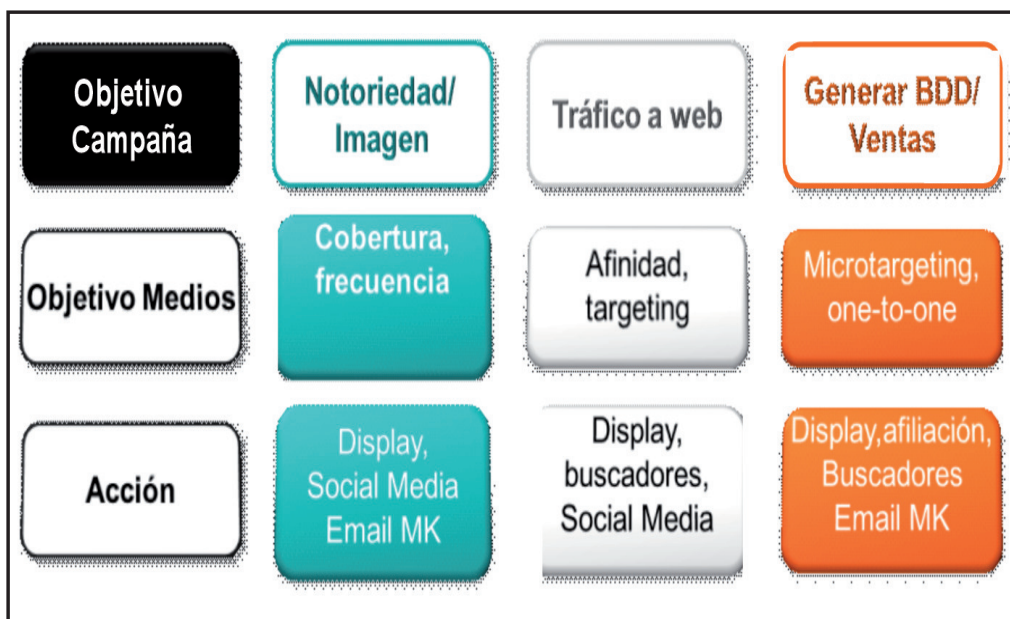 Objetivo
Campaña
Notoriedad/
Imagen
Tráfico a web
Generar BDD/
Ventas
Objetivo Medios
Cobertura,
frecuencia
Afinidad,
targeting
Microtargeting,
one-to-one
Acción
Display,
Social Media
Email MK
Display,
buscadores,
Social Media
Display,afiliación,
Buscadores
Email MK